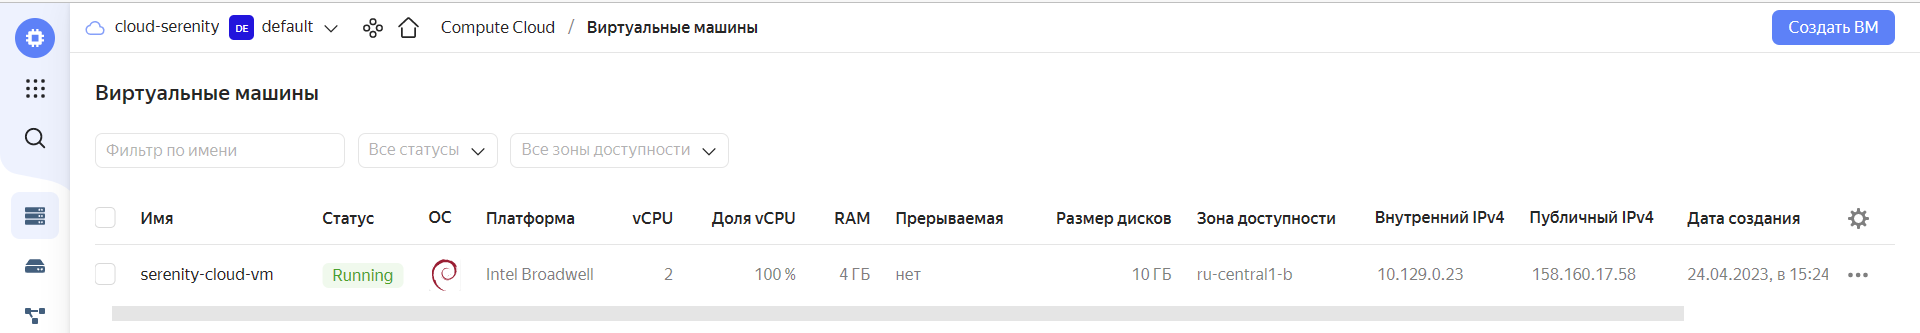 cloud-serenity DE default Compute Cloud / Виртуальные машины Создать ВМ
Виртуальные машины
Фильтр по имени Все статусы Все зоны доступности
Имя Статус ОС Платформа vCPU Доля vCPU RAM Прерываемая Размер дисков Зона доступности Внутренний IPv4 Публичный IPv4 Дата создания
serenity-cloud-vm Running Intel Broadwell 2 100 % 4 ГБ нет 10 ГБ ru-central1-b 10.129.0.23 158.160.17.58 24.04.2023, в 15:24